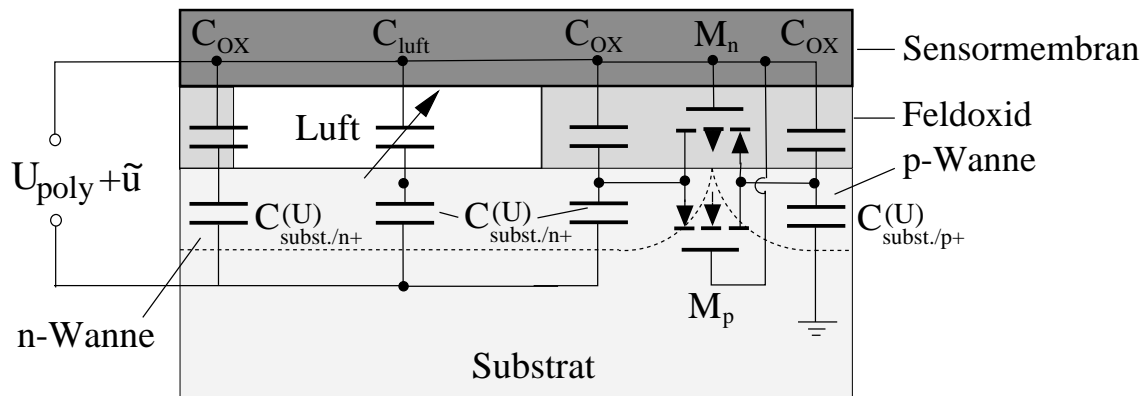 C_OX C_luft C_OX M_n C_OX
Sensormembran
Luft
Feldoxid
p-Wanne
U_poly + ũ
C^(U)_subst./n+ C^(U)_subst./n+ C^(U)_subst./p+
n-Wanne
M_p
Substrat